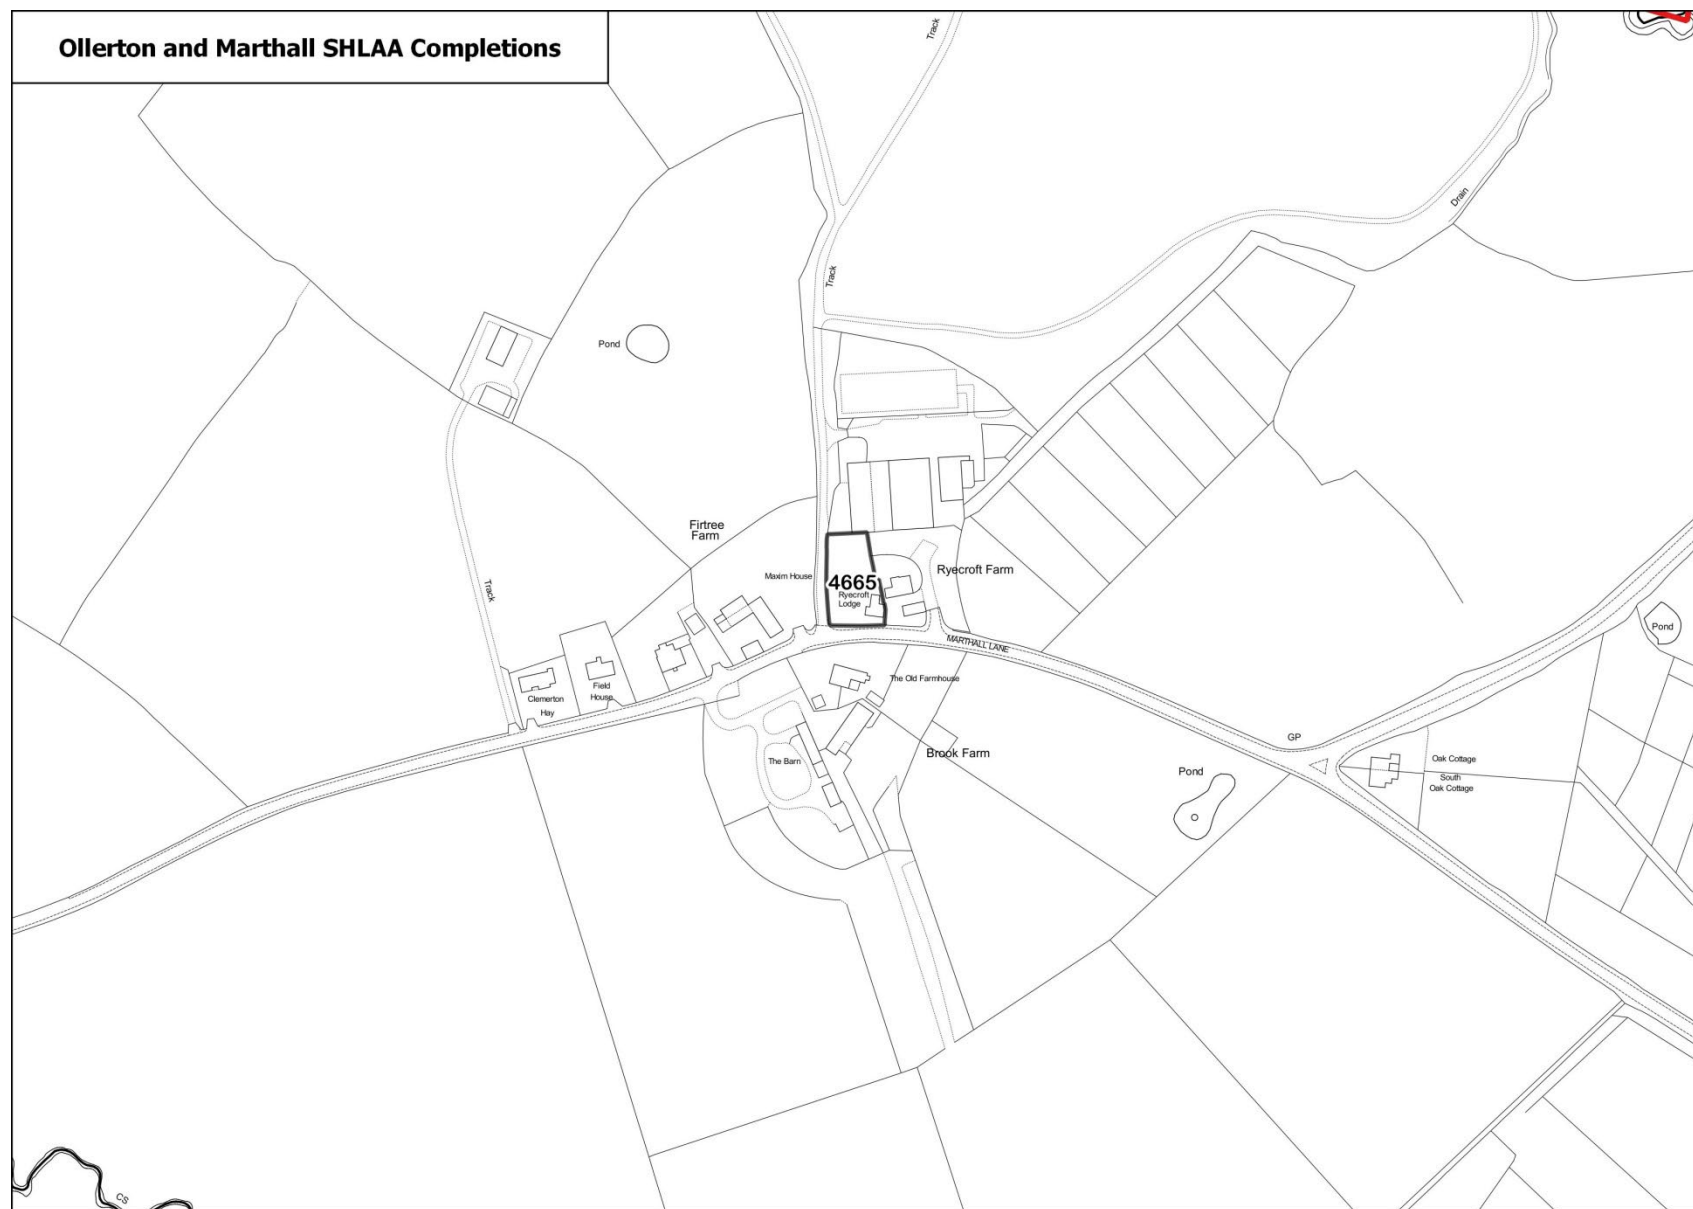 Ollerton and Marthall SHLAA Completions
Track
Drain
Track
Pond
Firtree
Farm
Maxim House
4665
Ryecroft
Lodge
Ryecroft Farm
Track
MARTHALL LANE
Pond
Clemerton
Hay
Field
House
The Old Farmhouse
The Barn
Brook Farm
GP
Pond
Oak Cottage
South
Oak Cottage
CS